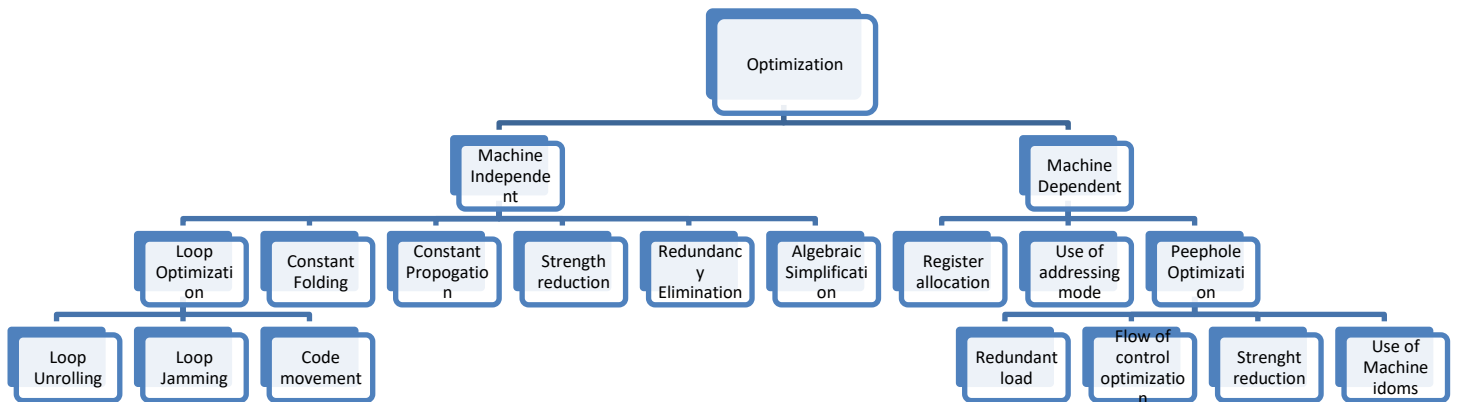 Optimization
Machine
Independe
nt
Machine
Dependent
Loop
Optimizati
on
Constant
Folding
Constant
Propogatio
n
Strength
reduction
Redundanc
y
Elimination
Algebraic
Simplificati
on
Register
allocation
Use of
addressing
mode
Peephole
Optimizati
on
Loop
Unrolling
Loop
Jamming
Code
movement
Redundant
load
Flow of
control
optimizatio
n
Strenght
reduction
Use of
Machine
idoms